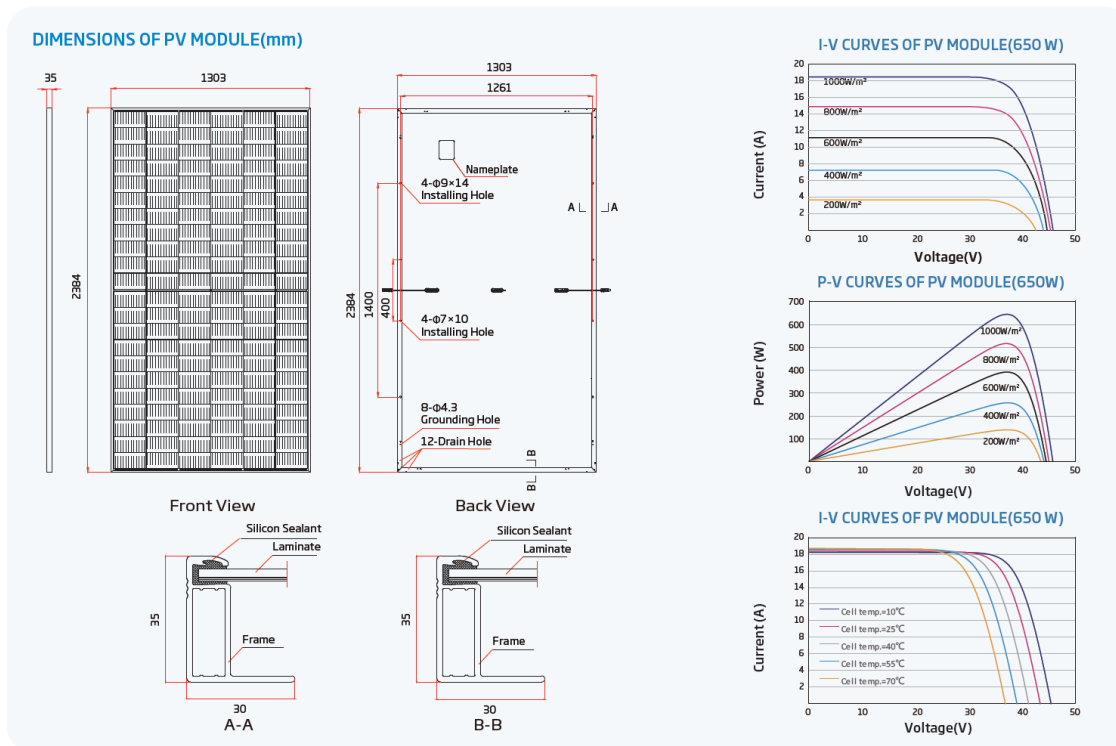 DIMENSIONS OF PV MODULE(mm)
35
1303
2384
Front View
1303
1261
Nameplate
4-Φ9×14
Installing Hole
A
A
2384
1400
400
4-Φ7×10
Installing Hole
8-Φ4.3
Grounding Hole
12-Drain Hole
B
B
Back View
Silicon Sealant
Laminate
35
Frame
30
A-A
Silicon Sealant
Laminate
35
Frame
30
B-B
I-V CURVES OF PV MODULE(650 W)
Current (A)
20
18
16
14
12
10
8
6
4
2
1000W/m²
800W/m²
600W/m²
400W/m²
200W/m²
0 10 20 30 40 50
Voltage(V)
P-V CURVES OF PV MODULE(650W)
Power (W)
700
600
500
400
300
200
100
1000W/m²
800W/m²
600W/m²
400W/m²
200W/m²
0 10 20 30 40 50
Voltage(V)
I-V CURVES OF PV MODULE(650 W)
Current (A)
20
18
16
14
12
10
8
6
4
2
Cell temp.=10℃
Cell temp.=25℃
Cell temp.=40℃
Cell temp.=55℃
Cell temp.=70℃
0 10 20 30 40 50
Voltage(V)